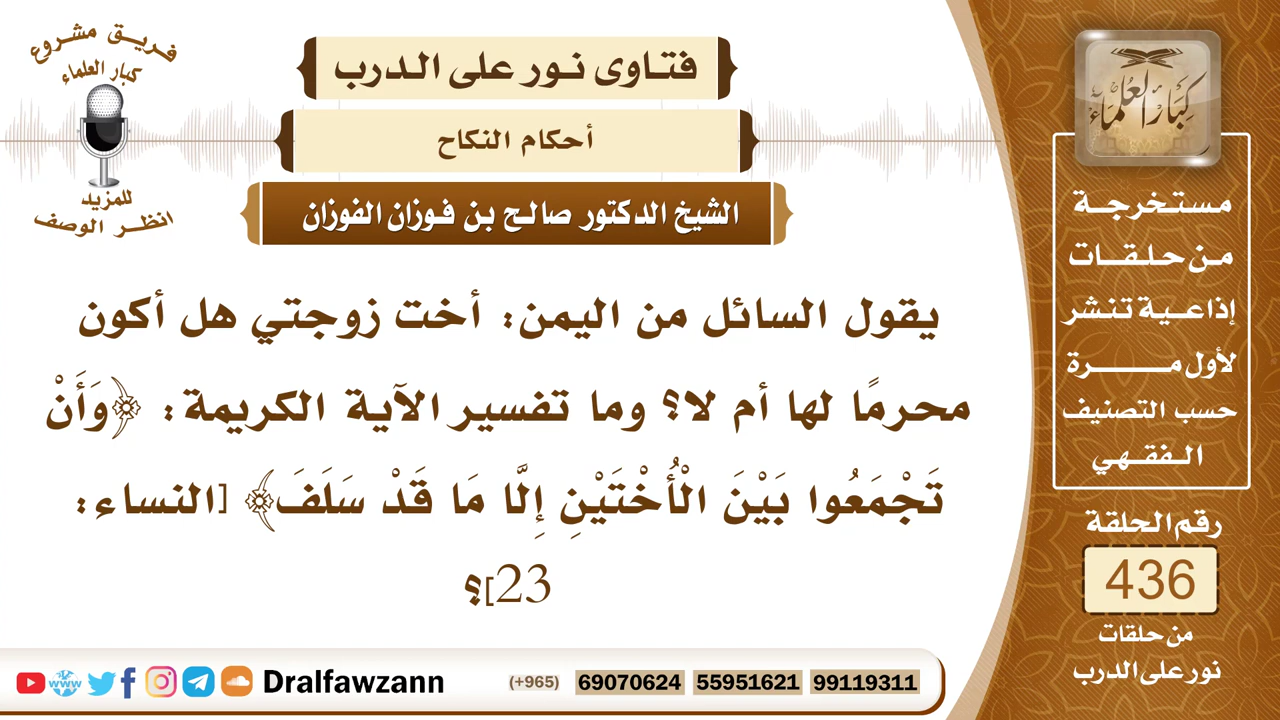 فريق مشروع
كبار العلماء
للمزيد
انظر الوصف
فتاوى نور على الدرب
أحكام النكاح
الشيخ الدكتور صالح بن فوزان الفوزان
يقول السائل من اليمن: أخت زوجتي هل أكون
محرمًا لها أم لا؟ وما تفسير الآية الكريمة: ﴿وَأَنْ
تَجْمَعُوا بَيْنَ الْأُخْتَيْنِ إِلَّا مَا قَدْ سَلَفَ﴾ [النساء:
23]؟
كبار العلماء
مستخرجة
من حلقات
إذاعية تنشر
لأول مرة
حسب التصنيف
الفقهي
رقم الحلقة
436
من حلقات
نور على الدرب
www Dralfawzann (+965) 69070624 55951621 99119311